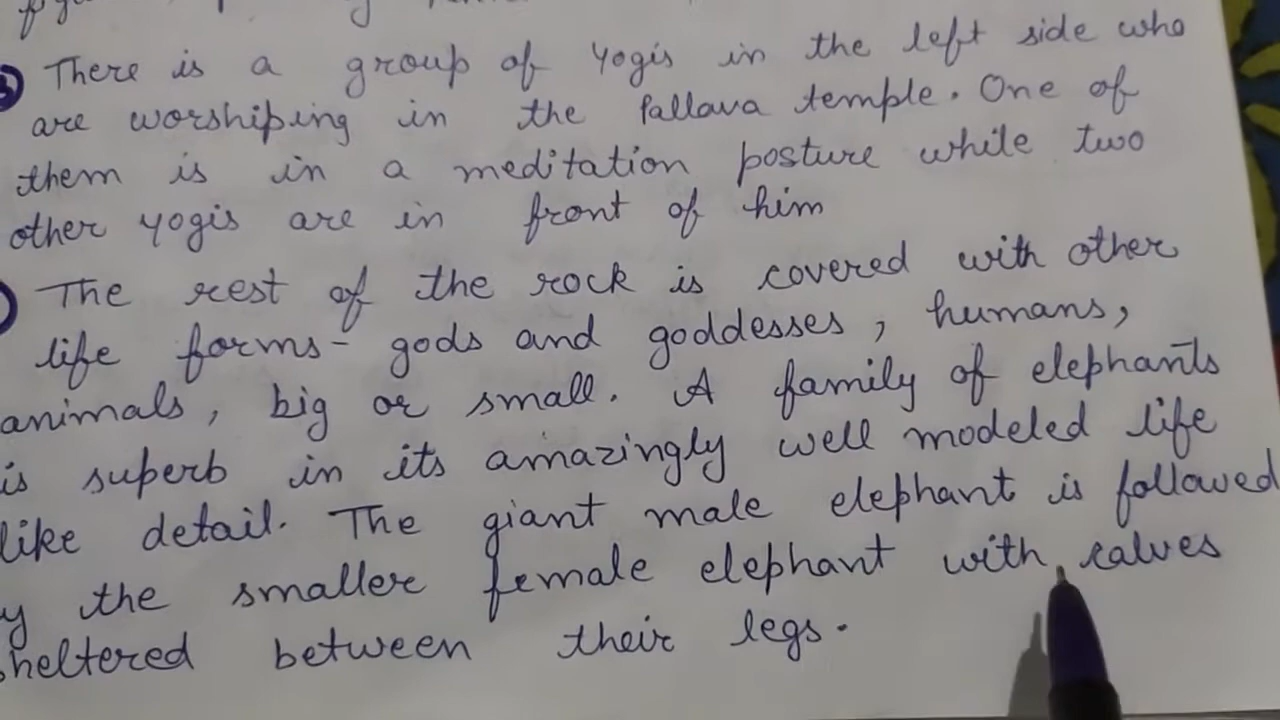 There is a group of yogis in the left side who
are worshiping in the Pallava temple. One of
them is in a meditation posture while two
other yogis are in front of him
The rest of the rock is covered with other
life forms- gods and goddesses, humans,
animals, big or small. A family of elephants
is superb in its amazingly well modeled life
like detail. The giant male elephant is followed
y the smaller female elephant with calves
sheltered between their legs.